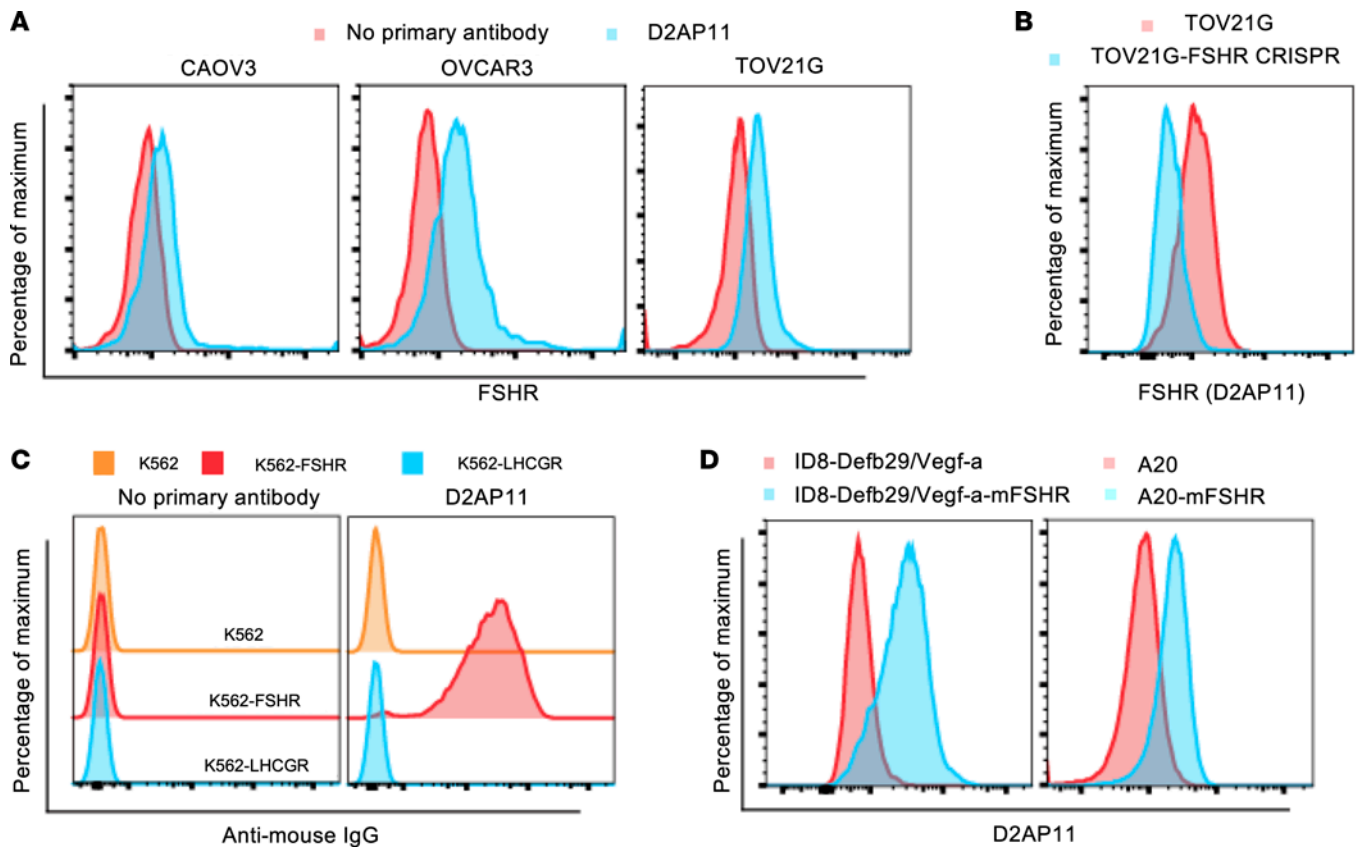 A
No primary antibody D2AP11
CAOV3 OVCAR3 TOV21G
Percentage of maximum
FSHR
B
TOV21G
TOV21G-FSHR CRISPR
Percentage of maximum
FSHR (D2AP11)
C
K562 K562-FSHR K562-LHCGR
No primary antibody D2AP11
Percentage of maximum
K562
K562-FSHR
K562-LHCGR
Anti-mouse IgG
D
ID8-Defb29/Vegf-a A20
ID8-Defb29/Vegf-a-mFSHR A20-mFSHR
Percentage of maximum
D2AP11